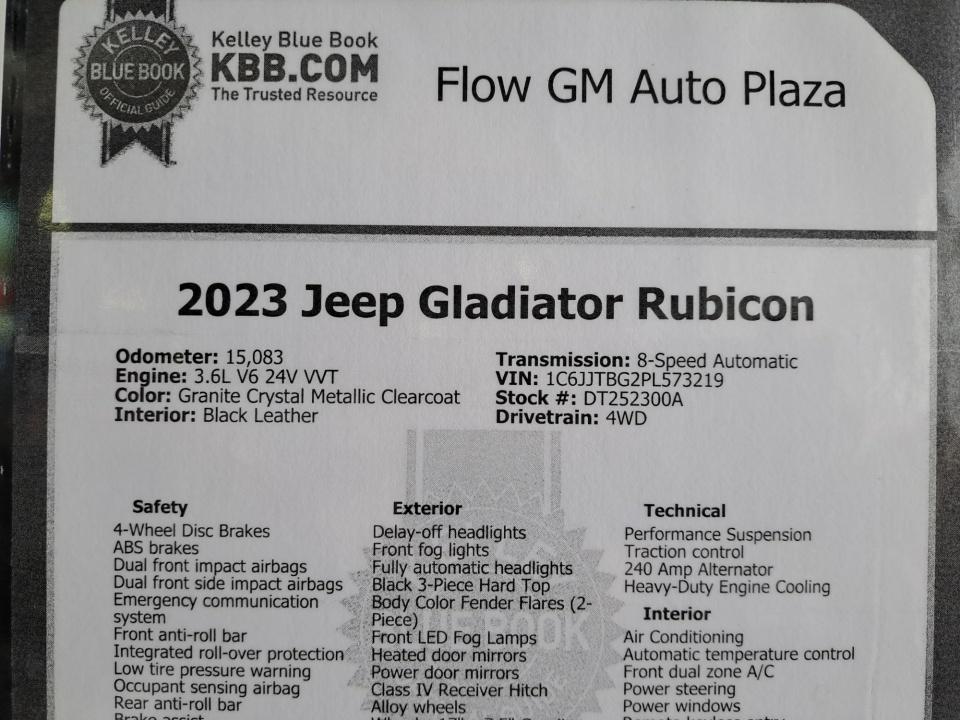 KELLEY
BLUE BOOK
OFFICIAL GUIDE
Kelley Blue Book
KBB.COM
The Trusted Resource
Flow GM Auto Plaza
2023 Jeep Gladiator Rubicon
Odometer: 15,083
Engine: 3.6L V6 24V VVT
Color: Granite Crystal Metallic Clearcoat
Interior: Black Leather
Transmission: 8-Speed Automatic
VIN: 1C6JJTBG2PL573219
Stock #: DT252300A
Drivetrain: 4WD
Safety
4-Wheel Disc Brakes
ABS brakes
Dual front impact airbags
Dual front side impact airbags
Emergency communication
system
Front anti-roll bar
Integrated roll-over protection
Low tire pressure warning
Occupant sensing airbag
Rear anti-roll bar
Brake assist
Exterior
Delay-off headlights
Front fog lights
Fully automatic headlights
Black 3-Piece Hard Top
Body Color Fender Flares (2-
Piece)
Front LED Fog Lamps
Heated door mirrors
Power door mirrors
Class IV Receiver Hitch
Alloy wheels
Technical
Performance Suspension
Traction control
240 Amp Alternator
Heavy-Duty Engine Cooling
Interior
Air Conditioning
Automatic temperature control
Front dual zone A/C
Power steering
Power windows
Remote keyless entry